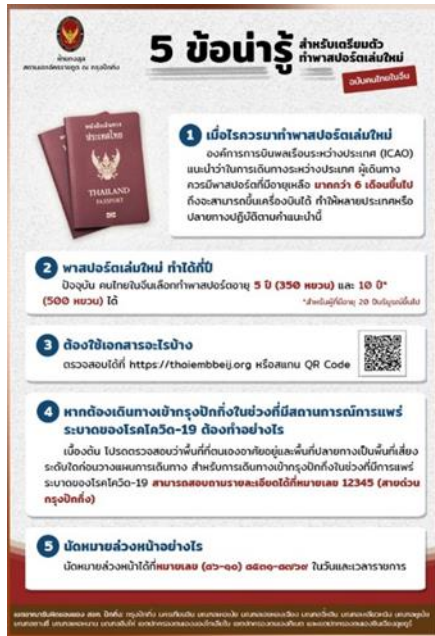 ฝ่ายกงสุล
สถานเอกอัครราชทูต ณ กรุงปักกิ่ง
5 ข้อน่ารู้ สำหรับเตรียมตัว
ทำพาสปอร์ตเล่มใหม่
ฉบับคนไทยในจีน
หนังสือเดินทาง
ประเทศไทย
THAILAND
PASSPORT
1 เมื่อไรควรมาทำพาสปอร์ตเล่มใหม่
องค์การการบินพลเรือนระหว่างประเทศ (ICAO)
แนะนำว่าในการเดินทางระหว่างประเทศ ผู้เดินทาง
ควรมีพาสปอร์ตที่มีอายุเหลือ มากกว่า 6 เดือนขึ้นไป
ถึงจะสามารถขึ้นเครื่องบินได้ ทำให้หลายประเทศหรือ
ปลายทางปฏิบัติตามคำแนะนำนี้
2 พาสปอร์ตเล่มใหม่ ทำได้กี่ปี
ปัจจุบัน คนไทยในจีนเลือกทำพาสปอร์ตอายุ 5 ปี (350 หยวน) และ 10 ปี*
(500 หยวน) ได้
*สำหรับผู้ที่มีอายุ 20 ปีบริบูรณ์ขึ้นไป
3 ต้องใช้เอกสารอะไรบ้าง
ตรวจสอบได้ที่ https://thaiembbeij.org หรือสแกน QR Code
4 หากต้องเดินทางเข้ากรุงปักกิ่งในช่วงที่มีสถานการณ์การแพร่
ระบาดของโรคโควิด-19 ต้องทำอย่างไร
เบื้องต้น โปรดตรวจสอบว่าพื้นที่ที่ตนเองอาศัยอยู่และพื้นที่ปลายทางเป็นพื้นที่เสี่ยง
ระดับใดก่อนวางแผนการเดินทาง สำหรับการเดินทางเข้ากรุงปักกิ่งในช่วงที่มีการแพร่
ระบาดของโรคโควิด-19 สามารถสอบถามรายละเอียดได้ที่หมายเลข 12345 (สายด่วน
กรุงปักกิ่ง)
5 นัดหมายล่วงหน้าอย่างไร
นัดหมายล่วงหน้าได้ที่หมายเลข (๘๖-๑๐) ๘๕๓๑-๘๗๖๙ ในวันและเวลาราชการ